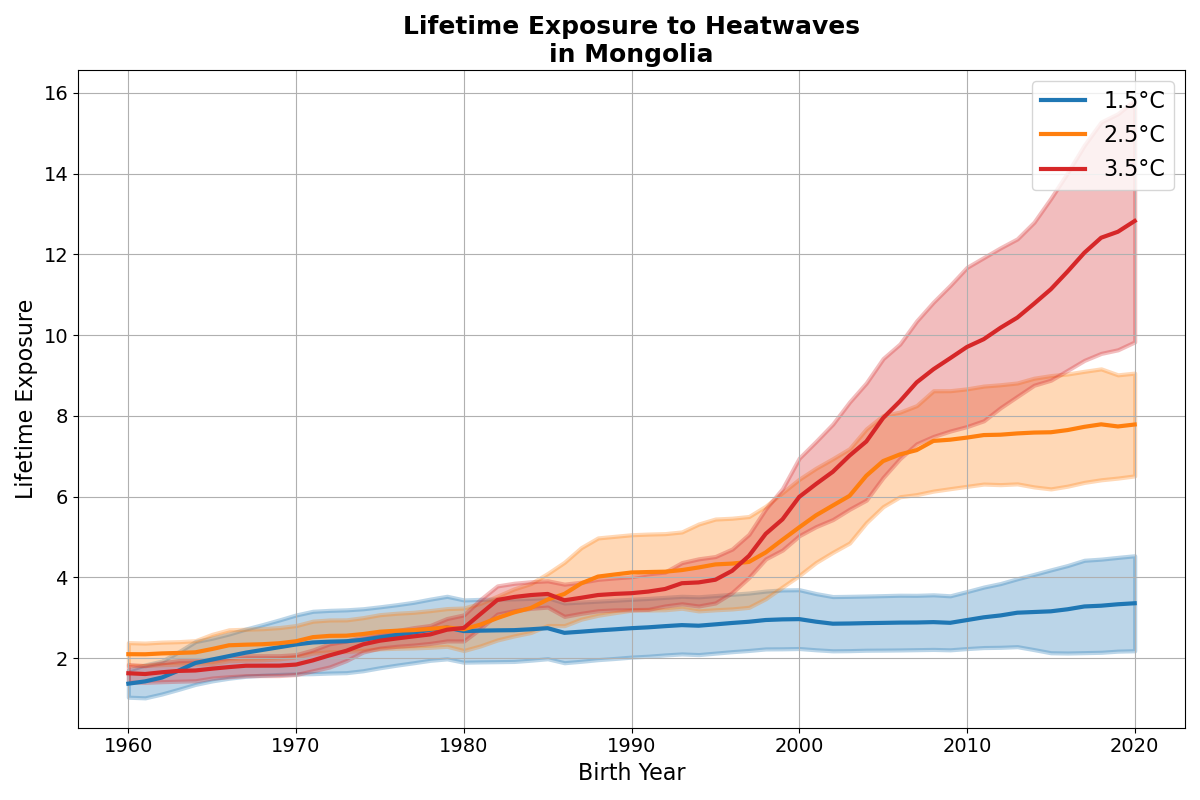 Lifetime Exposure to Heatwaves
in Mongolia
1.5°C
2.5°C
3.5°C
Lifetime Exposure
16
14
12
10
8
6
4
2
1960
1970
1980
1990
2000
2010
2020
Birth Year